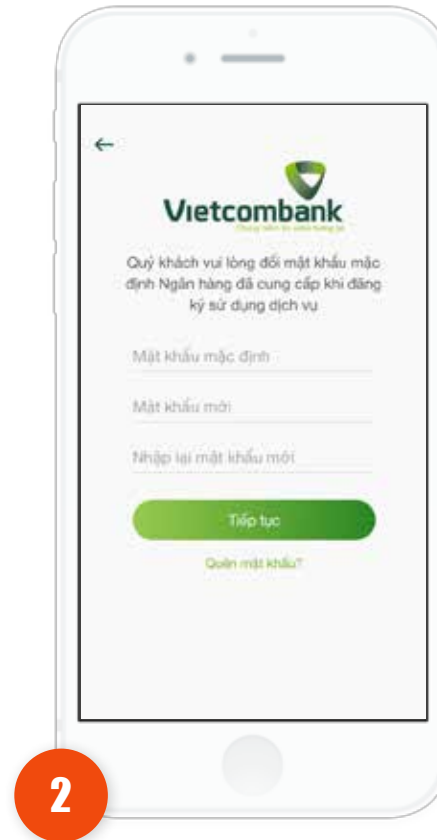 ←
Vietcombank
Quý khách vui lòng đổi mật khẩu mặc
định Ngân hàng đã cung cấp khi đăng
ký sử dụng dịch vụ
Mật khẩu mặc định
Mật khẩu mới
Nhập lại mật khẩu mới
Tiếp tục
Quên mật khẩu?
2